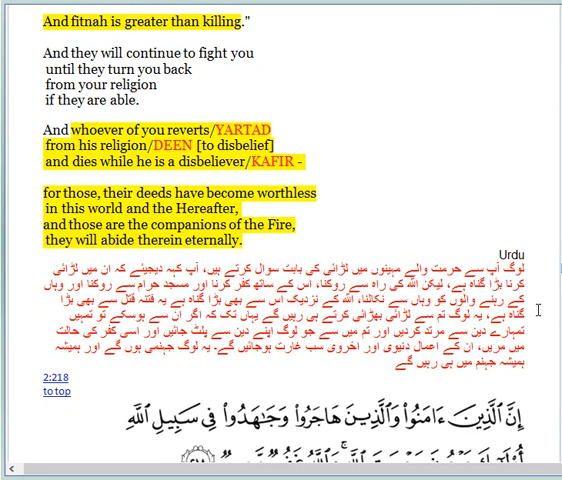 And fitnah is greater than killing."
And they will continue to fight you
until they turn you back
from your religion
if they are able.
And whoever of you reverts/YARTAD
from his religion/DEEN [to disbelief]
and dies while he is a disbeliever/KAFIR -
for those, their deeds have become worthless
in this world and the Hereafter,
and those are the companions of the Fire,
they will abide therein eternally.
Urdu
لوگ آپ سے حرمت والے مہینوں میں لڑائی کی بابت سوال کرتے ہیں، آپ کہہ دیجیئے کہ ان میں لڑائی
کرنا بڑا گناه ہے، لیکن اللہ کی راه سے روکنا، اس کے ساتھ کفر کرنا اور مسجد حرام سے روکنا اور وہاں
کے رہنے والوں کو وہاں سے نکالنا، اللہ کے نزدیک اس سے بھی بڑا گناه ہے یہ فتنہ قتل سے بھی بڑا
گناه ہے، یہ لوگ تم سے لڑائی بھڑائی کرتے ہی رہیں گے یہاں تک کہ اگر ان سے ہوسکے تو تمہیں
تمہارے دین سے مرتد کردیں اور تم میں سے جو لوگ اپنے دین سے پلٹ جائیں اور اسی کفر کی حالت
میں مریں، ان کے اعمال دنیوی اور اخروی سب غارت ہوجائیں گے۔ یہ لوگ جہنمی ہوں گے اور ہمیشہ
ہمیشہ جہنم میں ہی رہیں گے
2:218
to top
إِنَّ ٱلَّذِينَ ءَامَنُوا۟ وَٱلَّذِينَ هَاجَرُوا۟ وَجَـٰهَدُوا۟ فِى سَبِيلِ ٱللَّهِ